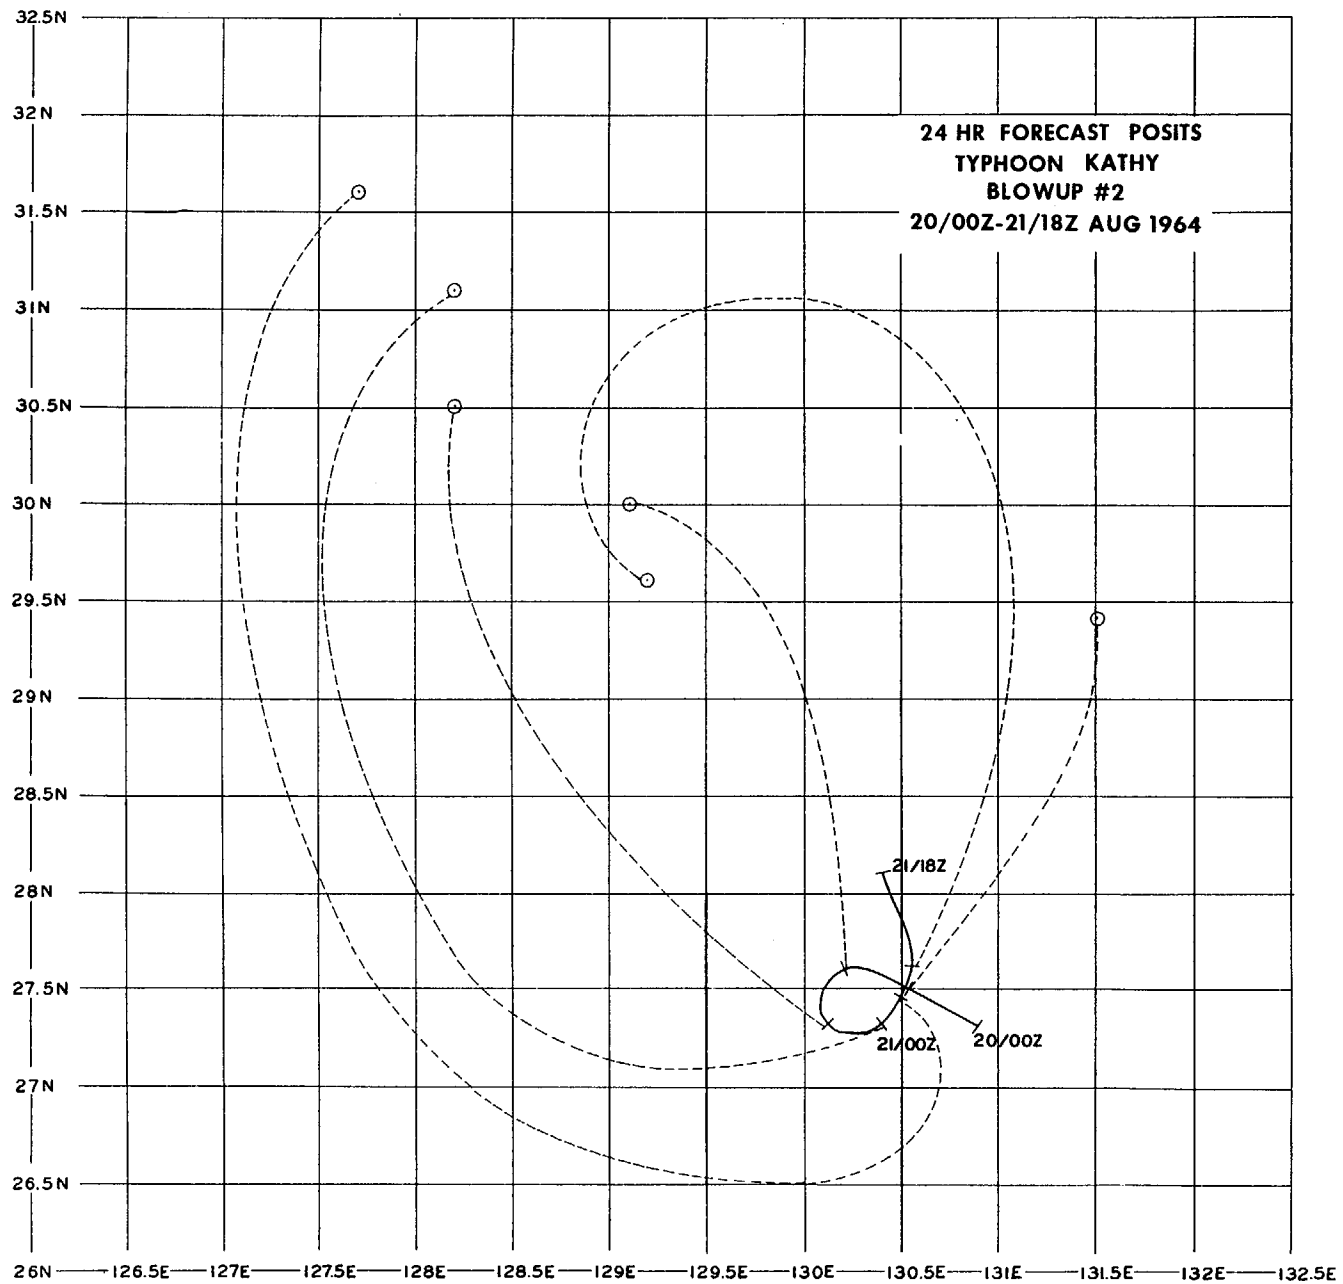 32.5N
32N
24 HR FORECAST POSITS
TYPHOON KATHY
BLOWUP #2
31.5N
20/00Z-21/18Z AUG 1964
31N
30.5N
30N
29.5N
29N
28.5N
21/18Z
28N
27.5N
21/00Z
20/00Z
27N
26.5N
26N 126.5E 127E 127.5E 128E 128.5E 129E 129.5E 130E 130.5E 131E 131.5E 132E 132.5E